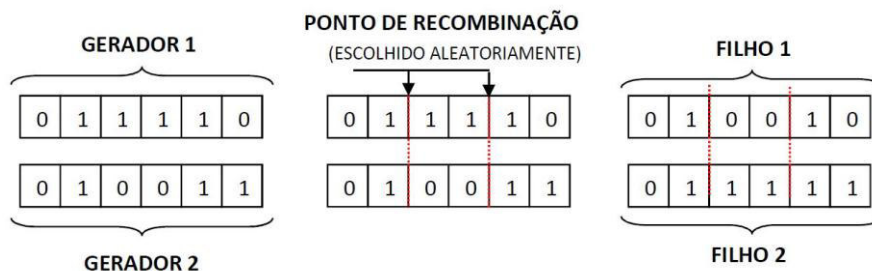 PONTO DE RECOMBINAÇÃO
GERADOR 1
(ESCOLHIDO ALEATORIAMENTE)
FILHO 1
0 1 1 1 1 0
0 1 1 1 1 0
0 1 0 0 1 0
0 1 0 0 1 1
0 1 0 0 1 1
0 1 1 1 1 1
GERADOR 2
FILHO 2